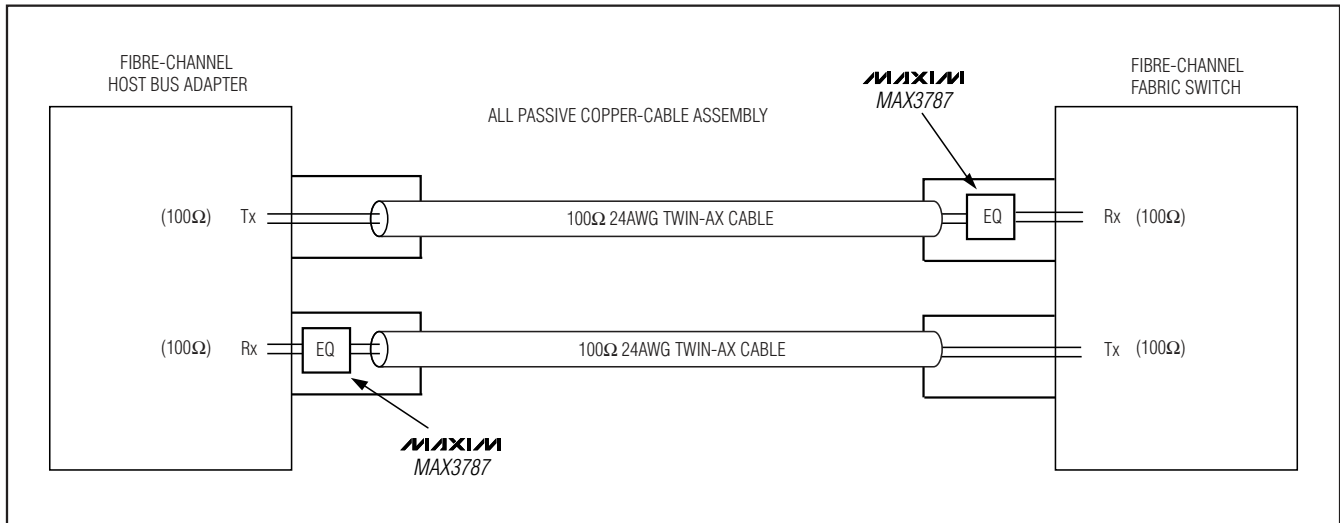 FIBRE-CHANNEL
HOST BUS ADAPTER
ALL PASSIVE COPPER-CABLE ASSEMBLY
MAXIM
MAX3787
FIBRE-CHANNEL
FABRIC SWITCH
(100Ω) Tx
100Ω 24AWG TWIN-AX CABLE
EQ
Rx (100Ω)
(100Ω) Rx
EQ
100Ω 24AWG TWIN-AX CABLE
Tx (100Ω)
MAXIM
MAX3787